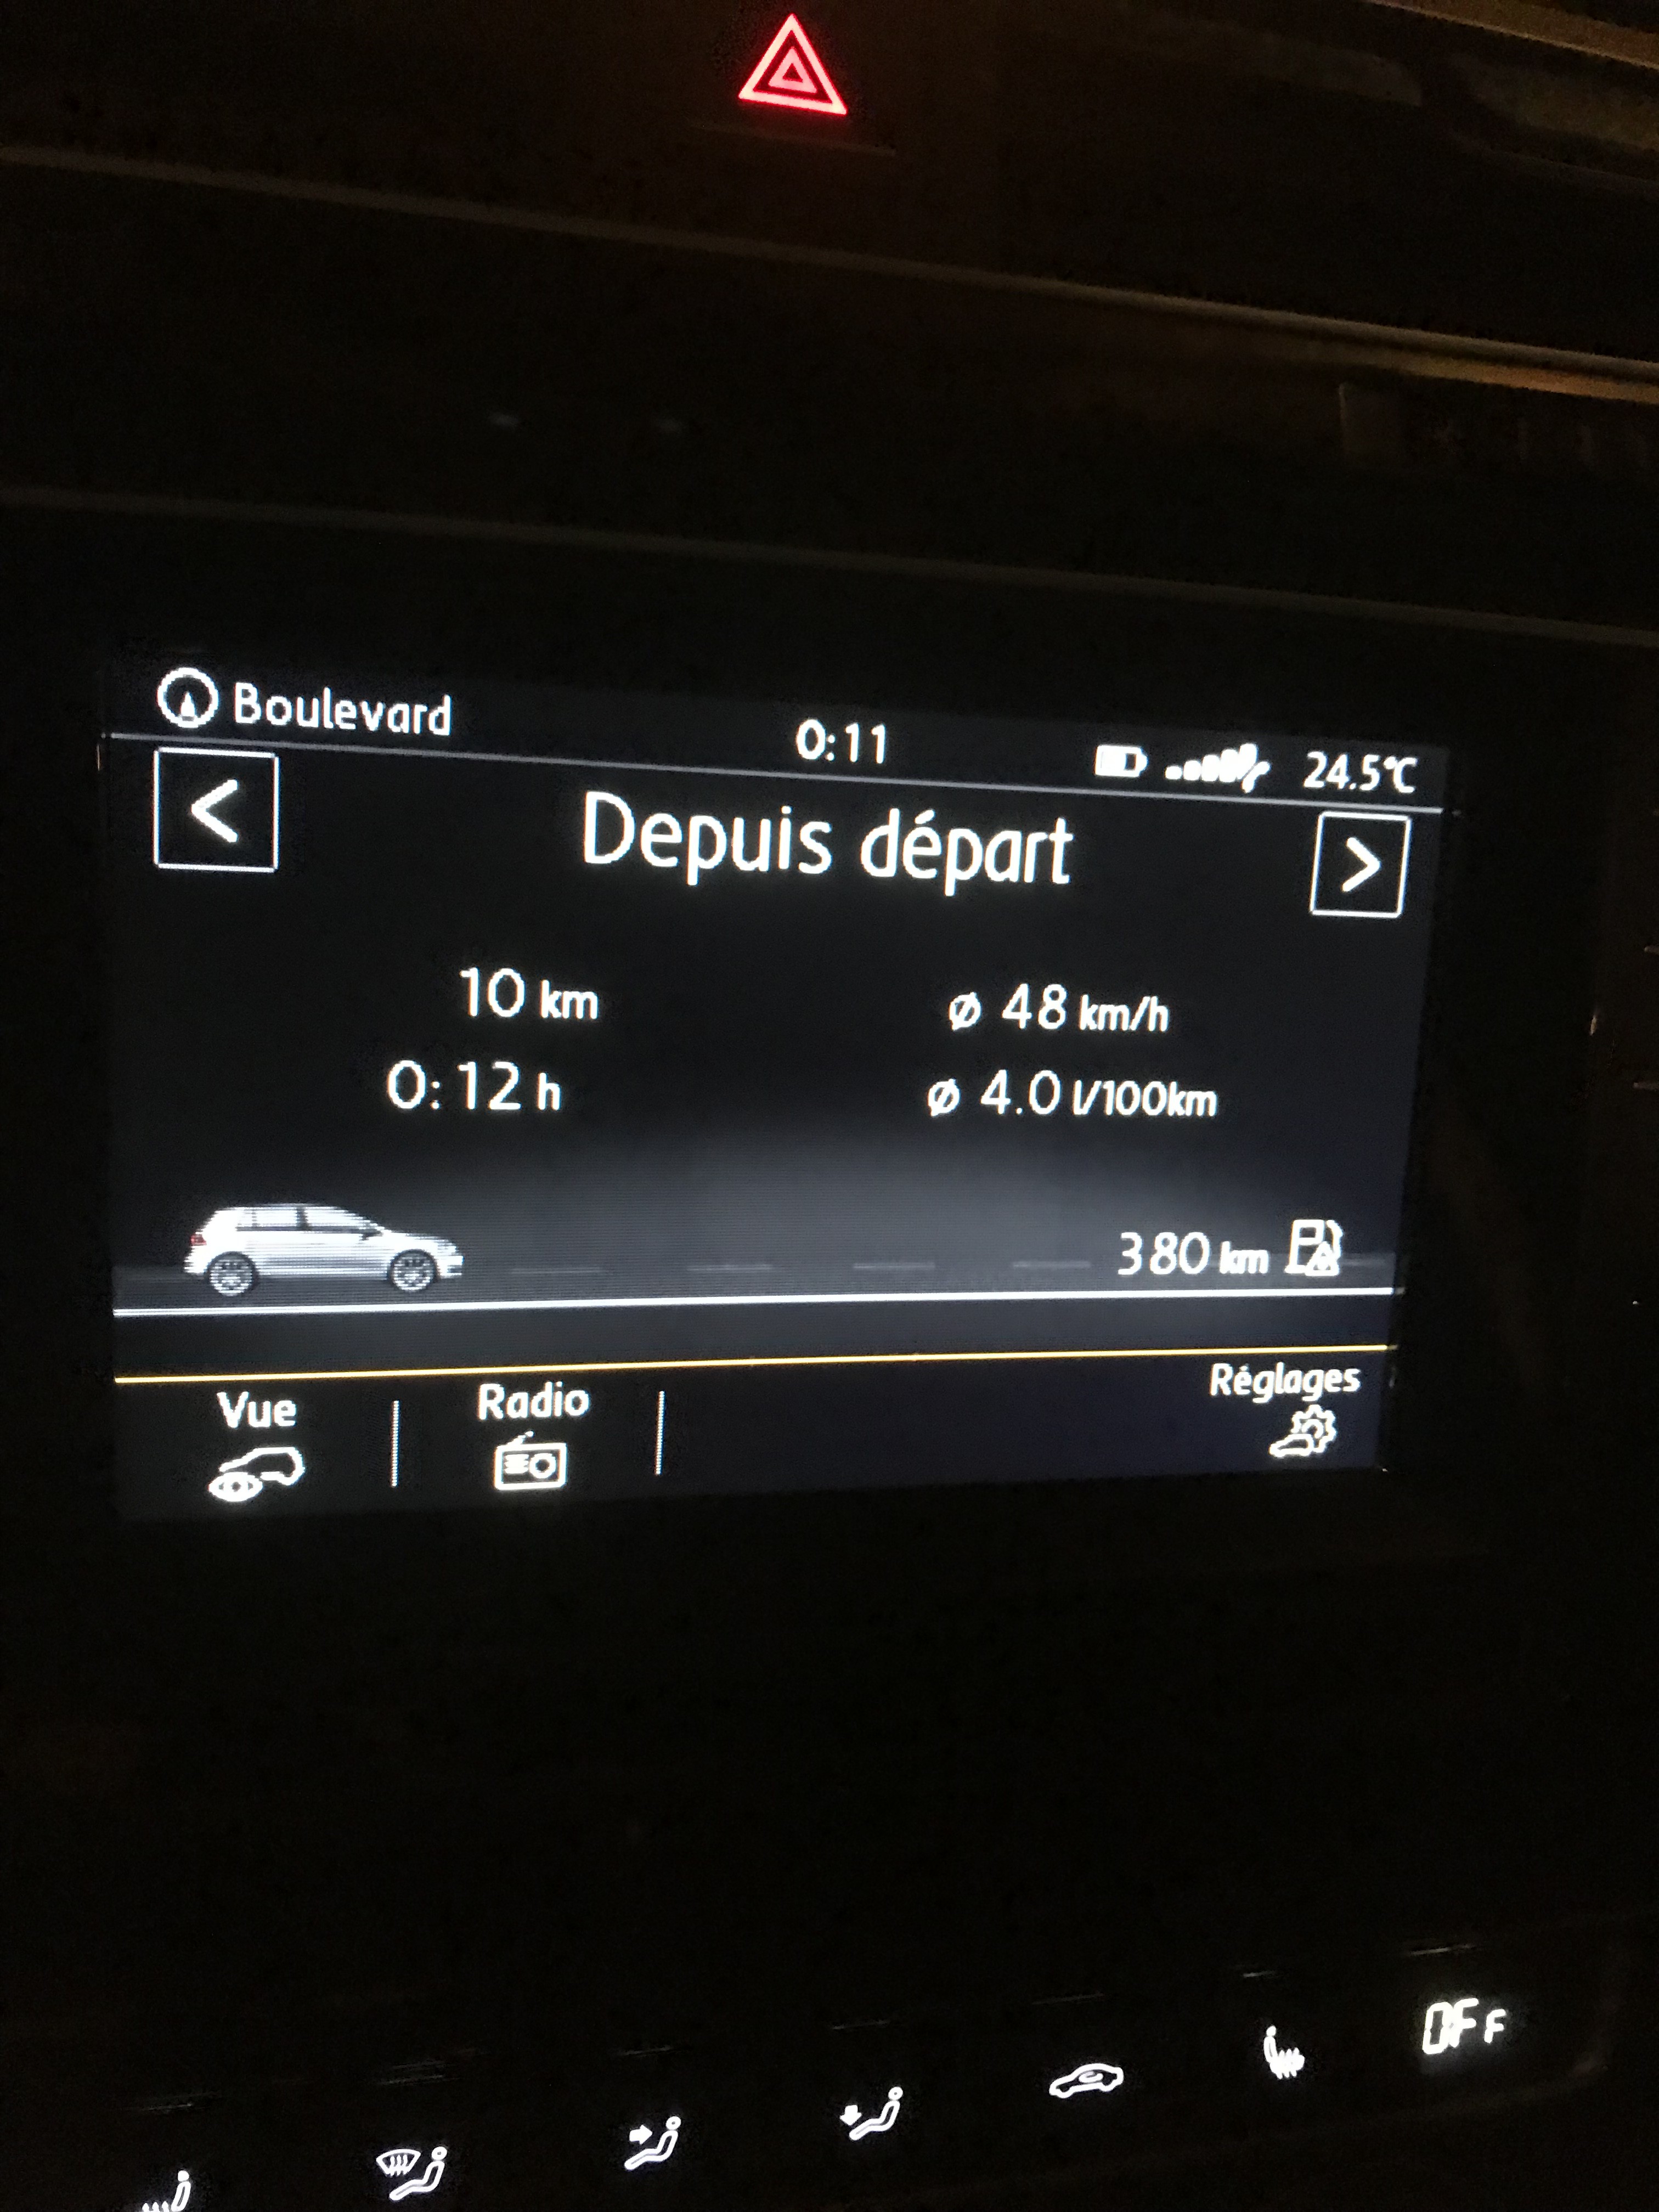 Boulevard
0:11
24.5°C
<
Depuis départ
>
10 km
ø 48 km/h
0:12 h
ø 4.0 l/100km
380 km
Vue
Radio
Réglages
OFF